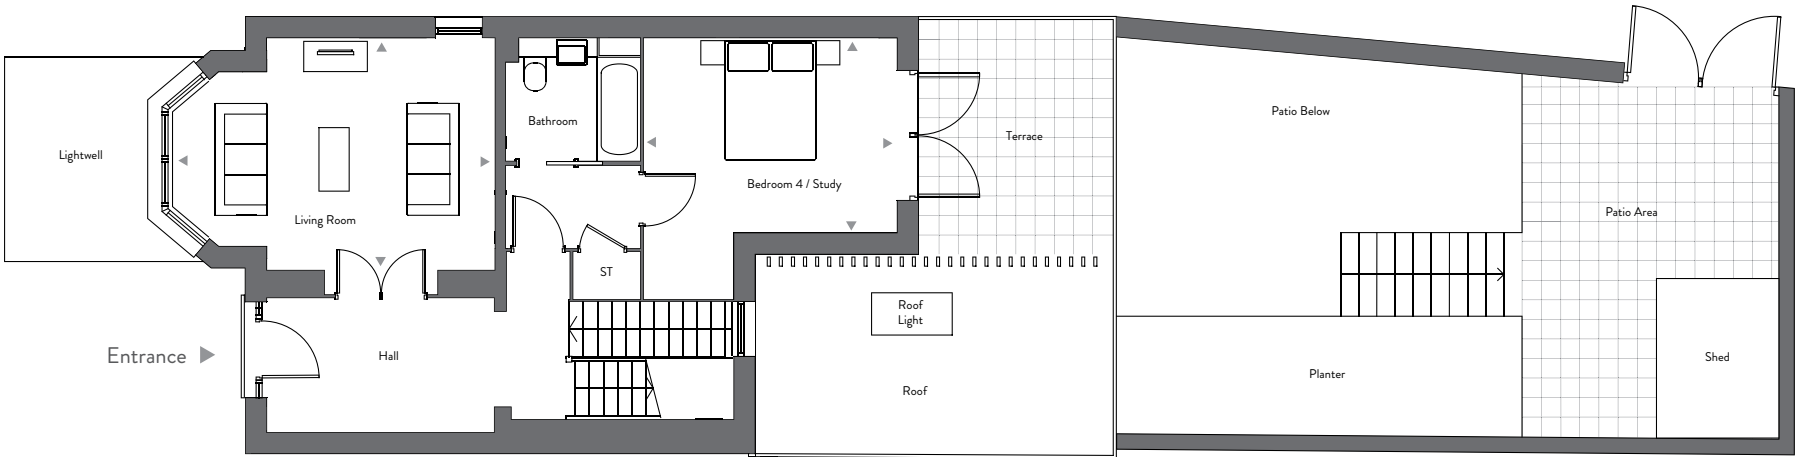 Lightwell
Living Room
Entrance
Hall
Bathroom
ST
Bedroom 4 / Study
Terrace
Roof
Light
Roof
Patio Below
Planter
Patio Area
Shed